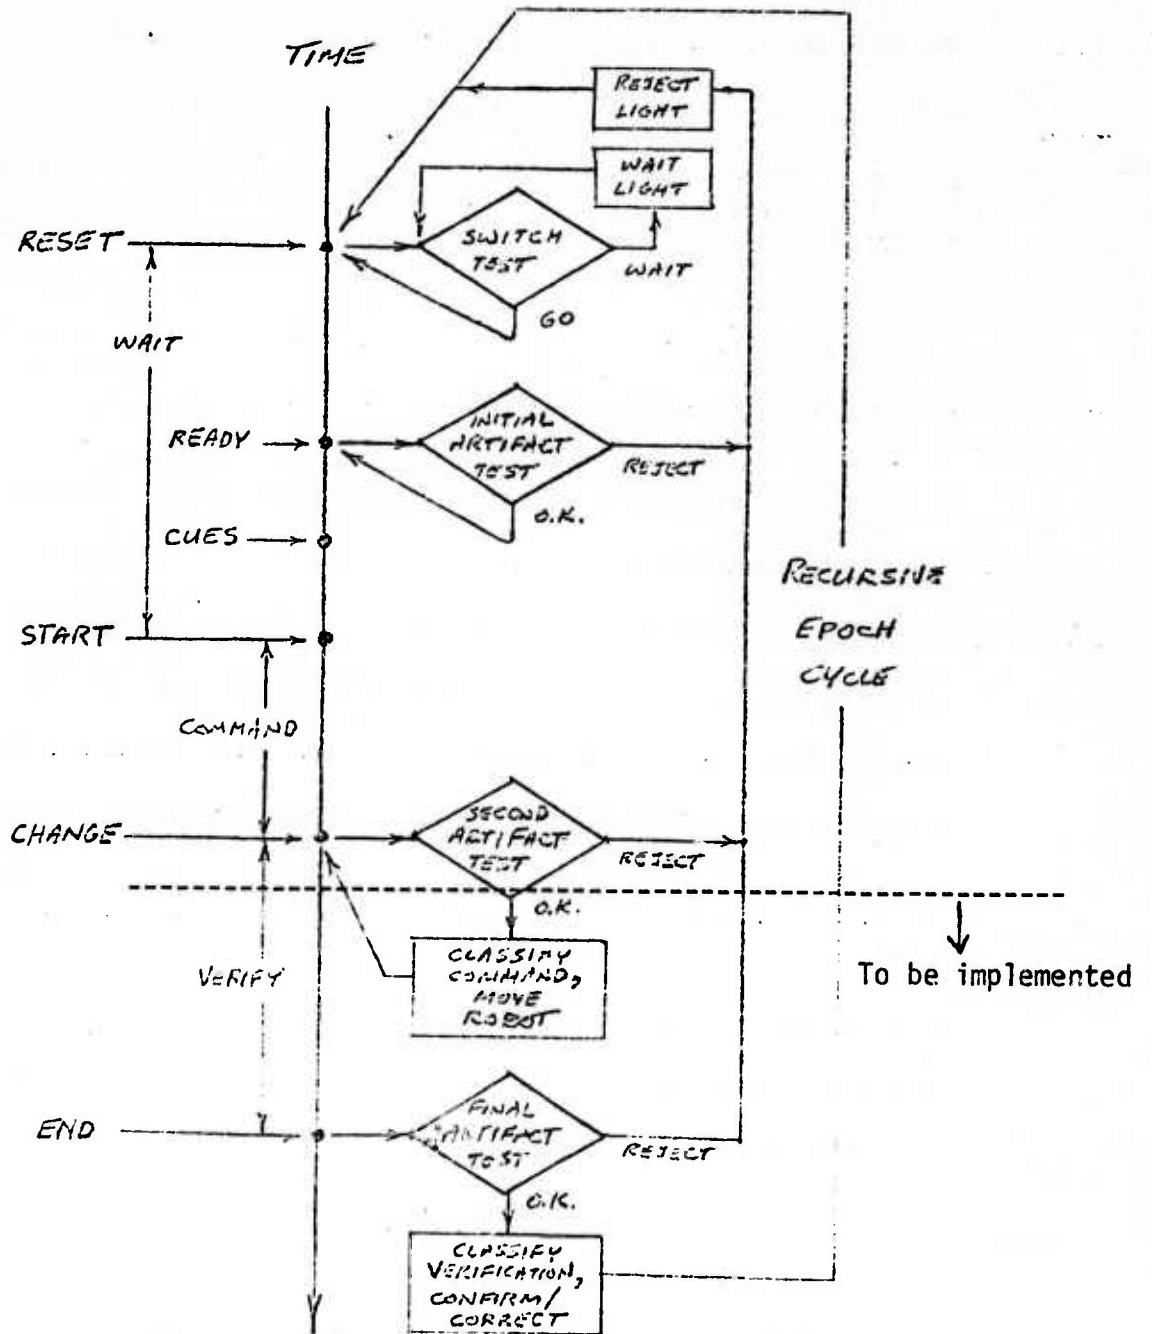 TIME
REJECT
LIGHT
WAIT
LIGHT
RESET
SWITCH
TEST
WAIT
GO
WAIT
READY
INITIAL
ARTIFACT
TEST
REJECT
O.K.
CUES
RECURSIVE
EPOCH
CYCLE
START
COMMAND
CHANGE
SECOND
ARTIFACT
TEST
REJECT
O.K.
To be implemented
VERIFY
CLASSIFY
COMMAND,
MOVE
ROBOT
END
FINAL
ARTIFACT
TEST
REJECT
O.K.
CLASSIFY
VERIFICATION,
CONFIRM/
CORRECT